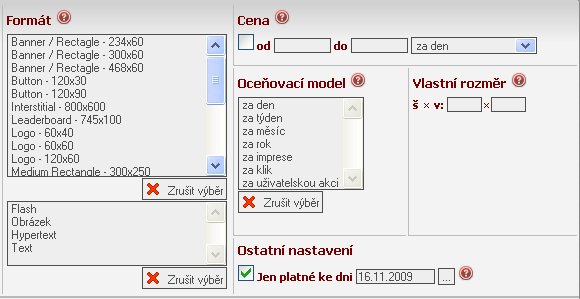 Formát
Banner / Rectagle - 234x60
Banner / Rectagle - 300x60
Banner / Rectagle - 468x60
Button - 120x30
Button - 120x90
Interstitial - 800x600
Leaderboard - 745x100
Logo - 60x40
Logo - 60x60
Logo - 120x60
Medium Rectangle - 300x250
Zrušit výběr
Flash
Obrázek
Hypertext
Text
Zrušit výběr
Cena
od do za den
Oceňovací model
za den
za týden
za měsíc
za rok
za imprese
za klik
za uživatelskou akci
Zrušit výběr
Vlastní rozměr
š × v: ×
Ostatní nastavení
Jen platné ke dni 16.11.2009 ...